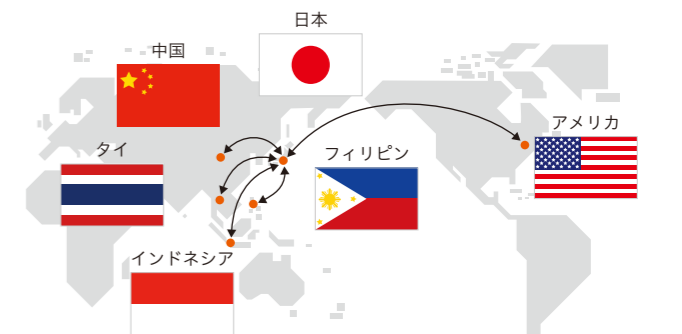 日本
中国
アメリカ
タイ
フィリピン
インドネシア